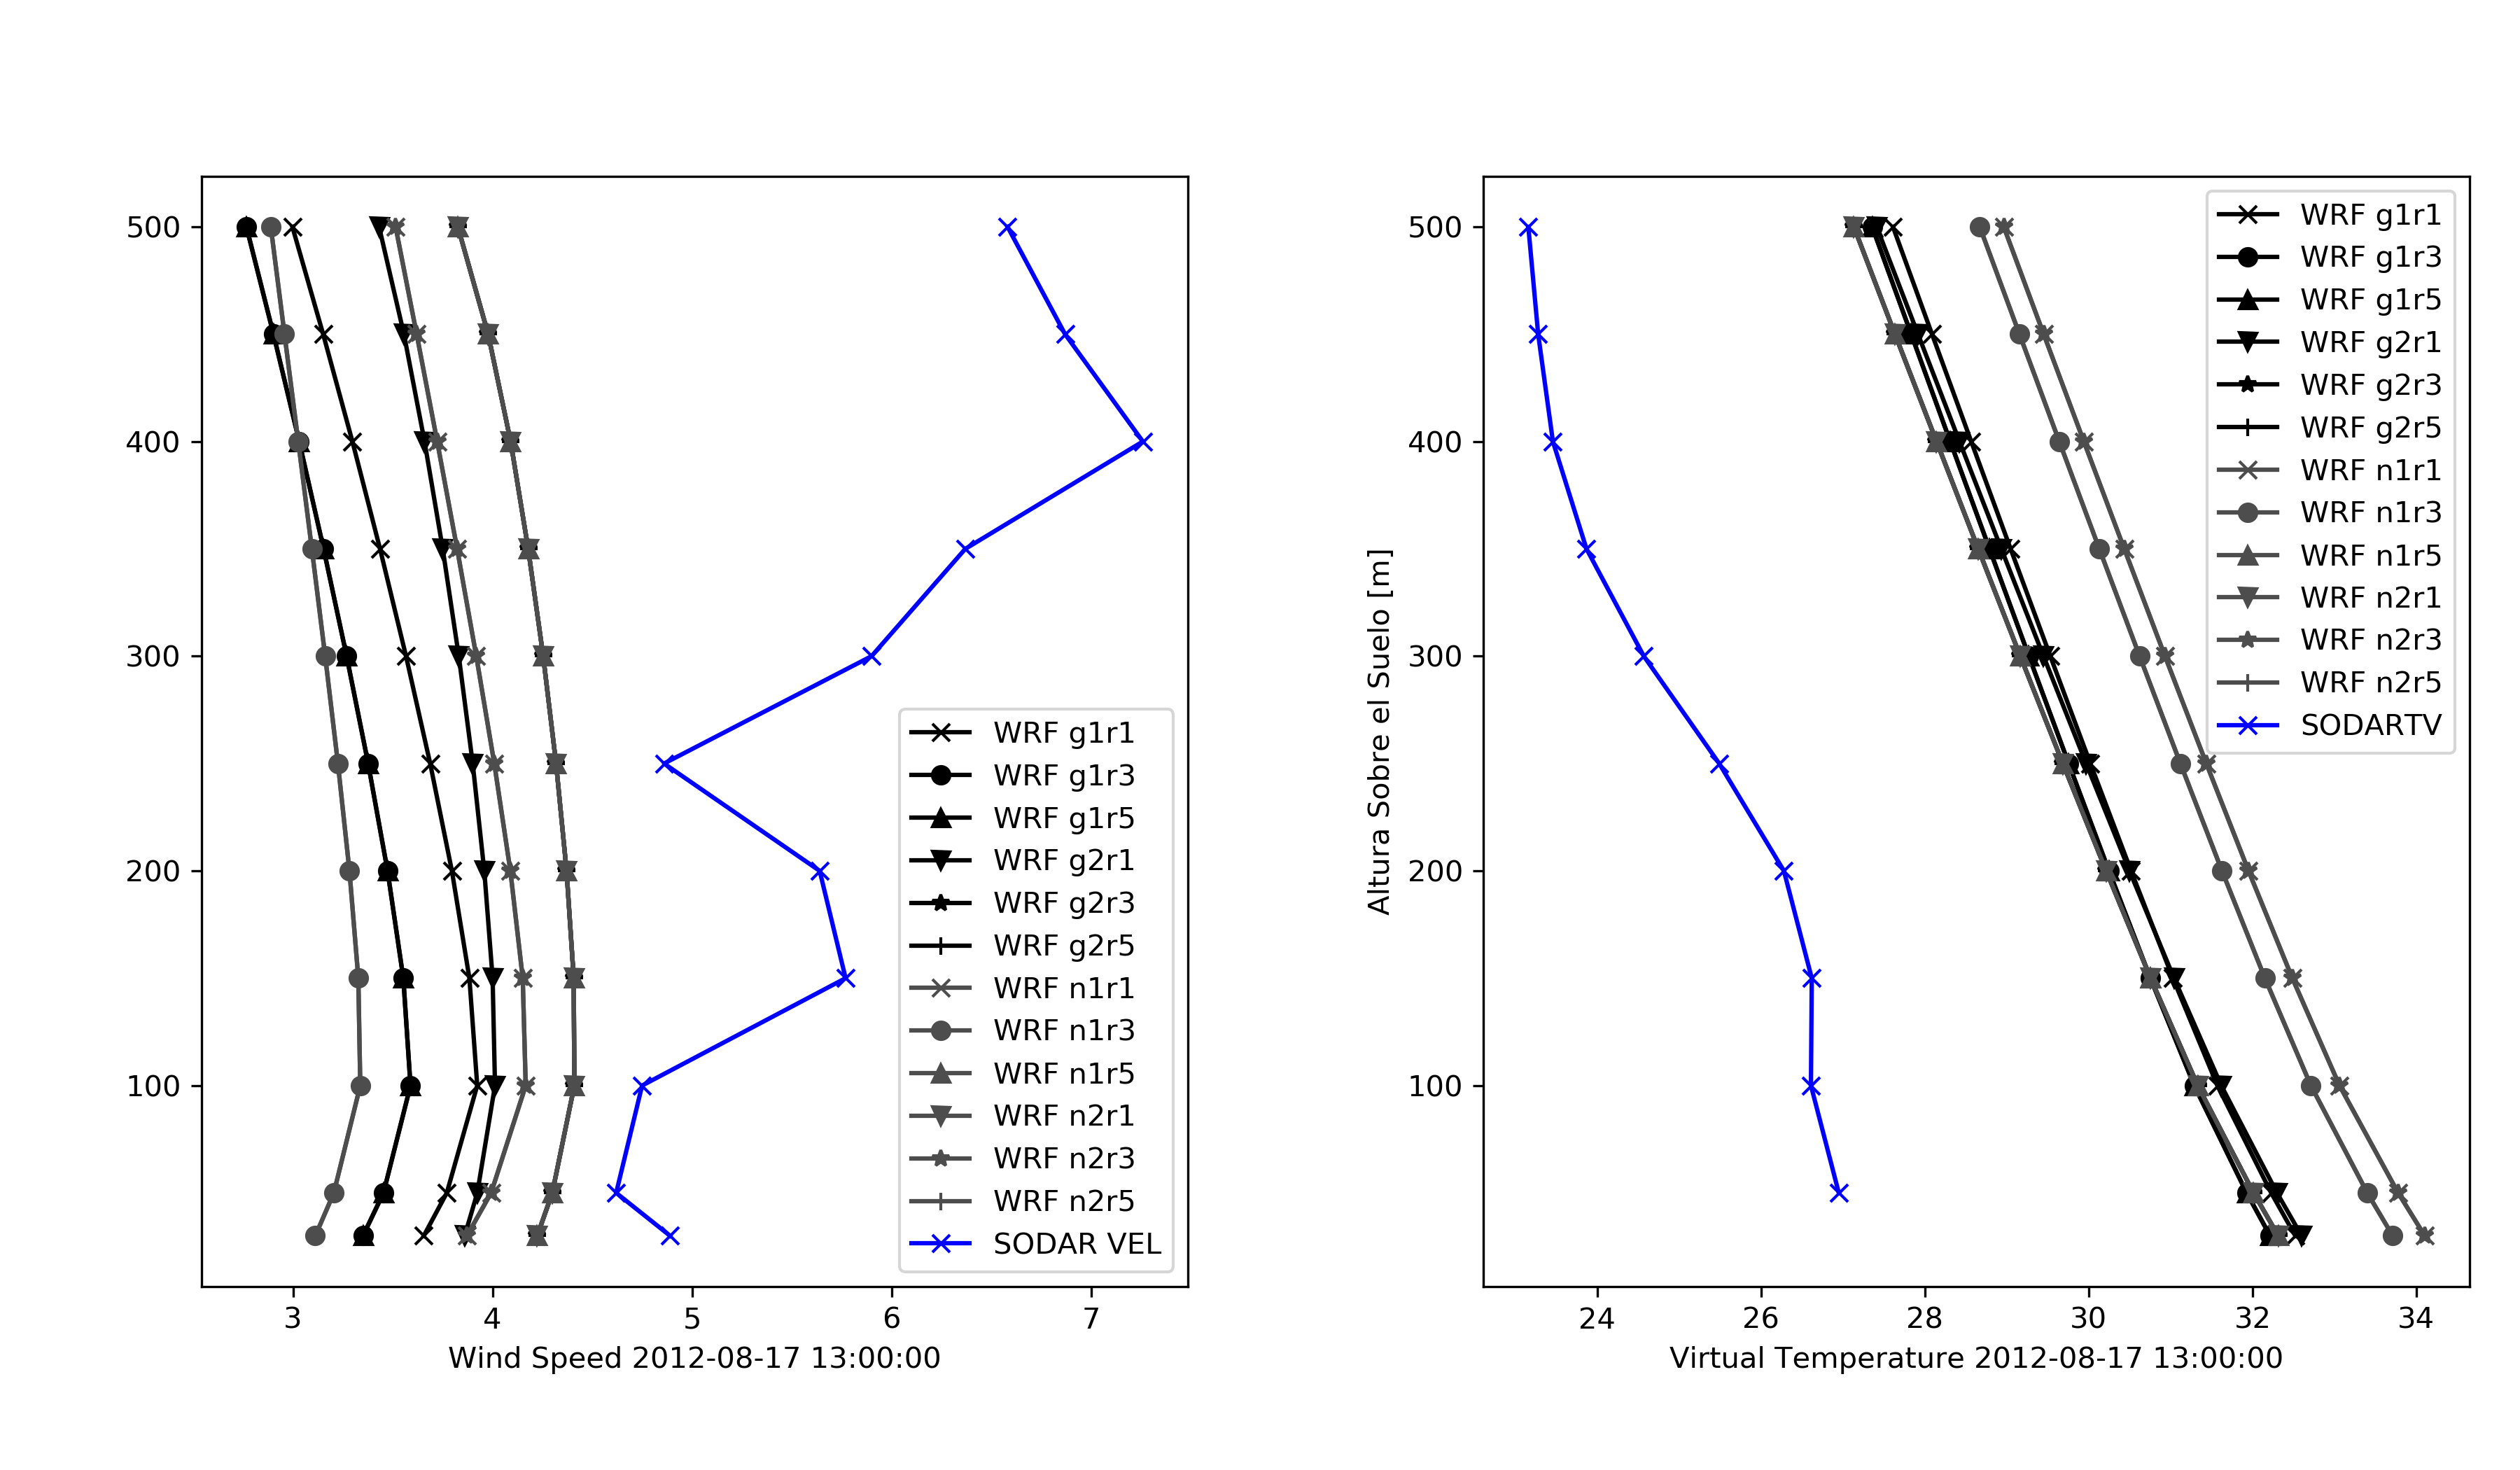 500
400
300
200
100
3 4 5 6 7
Wind Speed 2012-08-17 13:00:00
WRF g1r1
WRF g1r3
WRF g1r5
WRF g2r1
WRF g2r3
WRF g2r5
WRF n1r1
WRF n1r3
WRF n1r5
WRF n2r1
WRF n2r3
WRF n2r5
SODAR VEL
Altura Sobre el Suelo [m]
500
400
300
200
100
24 26 28 30 32 34
Virtual Temperature 2012-08-17 13:00:00
WRF g1r1
WRF g1r3
WRF g1r5
WRF g2r1
WRF g2r3
WRF g2r5
WRF n1r1
WRF n1r3
WRF n1r5
WRF n2r1
WRF n2r3
WRF n2r5
SODARTV